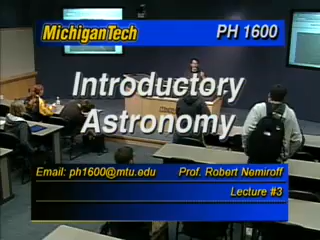 MichiganTech PH 1600
Introductory
Astronomy
Email: ph1600@mtu.edu Prof. Robert Nemiroff
Lecture #3